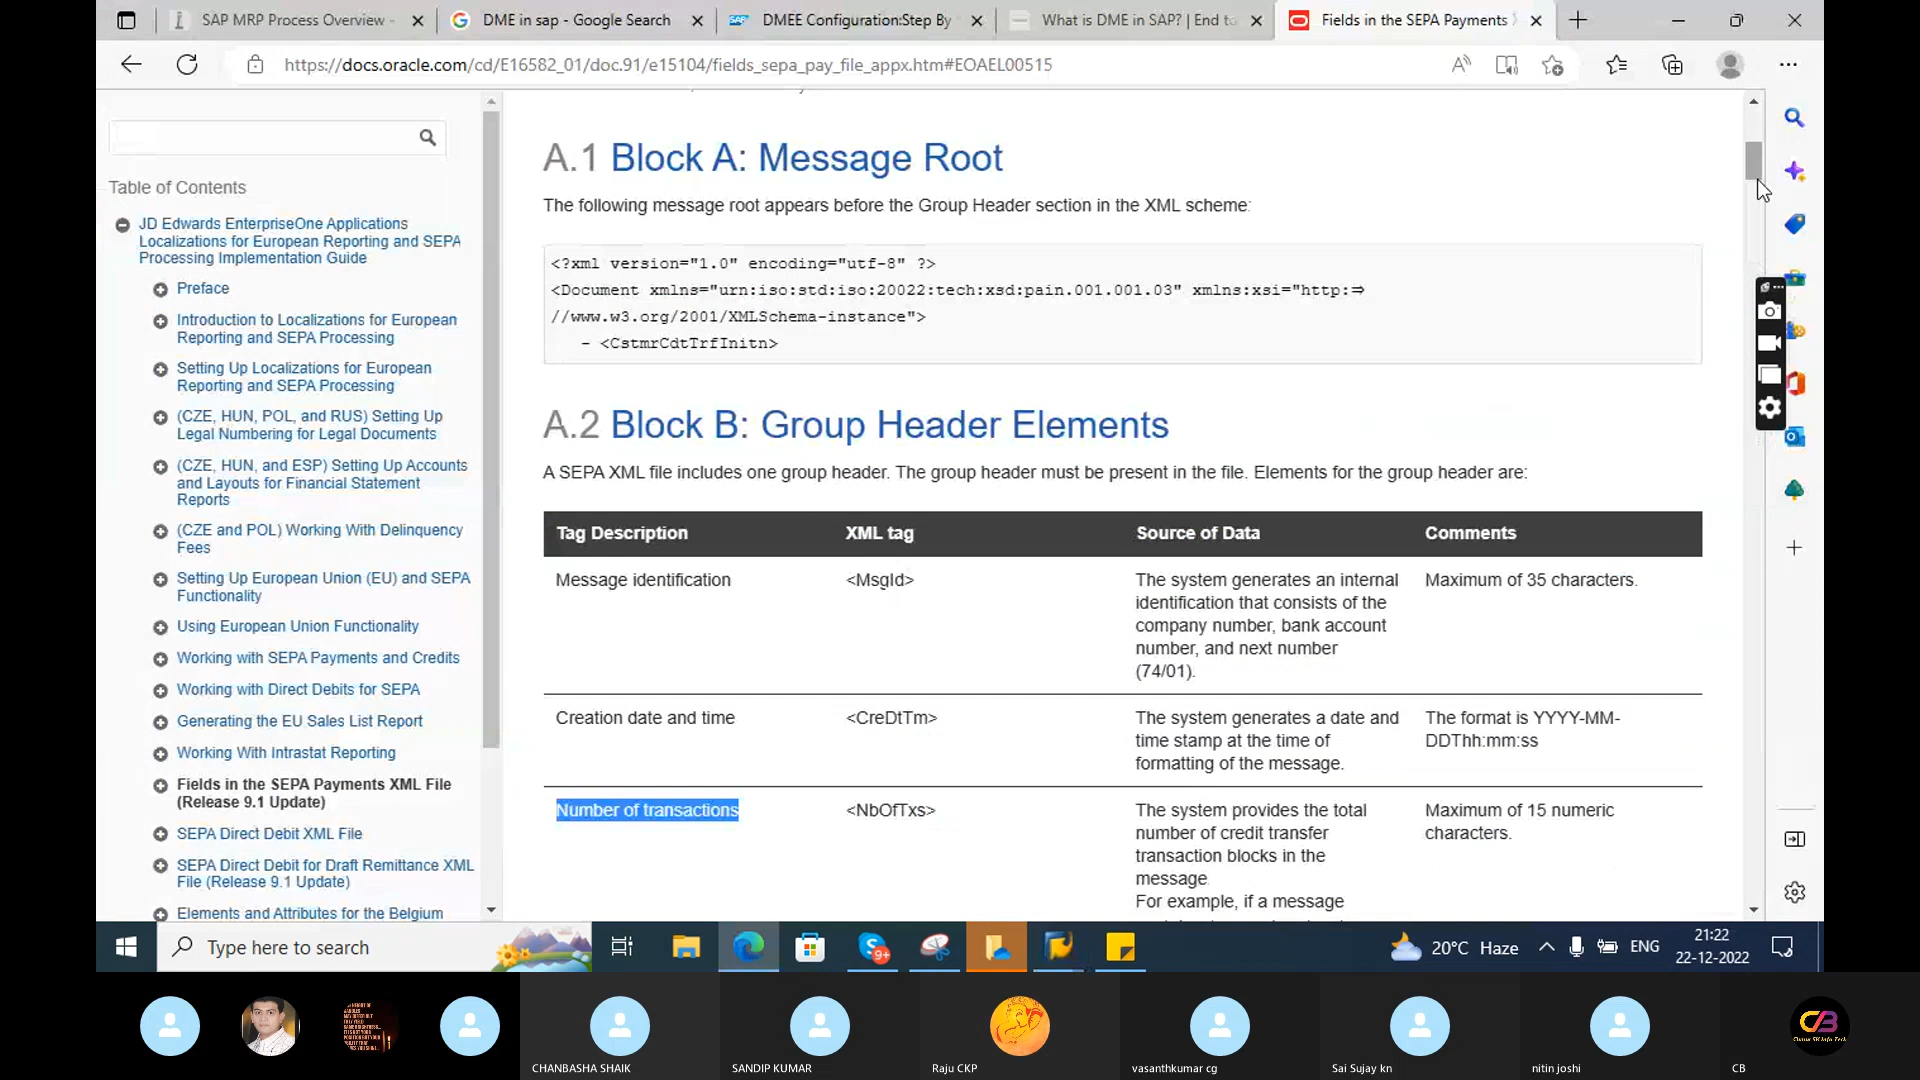 SAP MRP Process Overview -
DME in sap - Google Search
DMEE Configuration:Step By
What is DME in SAP? | End to
Fields in the SEPA Payments
https://docs.oracle.com/cd/E16582_01/doc.91/e15104/fields_sepa_pay_file_appx.htm#EOAEL00515
Table of Contents
JD Edwards EnterpriseOne Applications
Localizations for European Reporting and SEPA
Processing Implementation Guide
Preface
Introduction to Localizations for European
Reporting and SEPA Processing
Setting Up Localizations for European
Reporting and SEPA Processing
(CZE, HUN, POL, and RUS) Setting Up
Legal Numbering for Legal Documents
(CZE, HUN, and ESP) Setting Up Accounts
and Layouts for Financial Statement
Reports
(CZE and POL) Working With Delinquency
Fees
Setting Up European Union (EU) and SEPA
Functionality
Using European Union Functionality
Working with SEPA Payments and Credits
Working with Direct Debits for SEPA
Generating the EU Sales List Report
Working With Intrastat Reporting
Fields in the SEPA Payments XML File
(Release 9.1 Update)
SEPA Direct Debit XML File
SEPA Direct Debit for Draft Remittance XML
File (Release 9.1 Update)
Elements and Attributes for the Belgium
A.1 Block A: Message Root
The following message root appears before the Group Header section in the XML scheme:
<?xml version="1.0" encoding="utf-8" ?>
<Document xmlns="urn:iso:std:iso:20022:tech:xsd:pain.001.001.03" xmlns:xsi="http:⇒
//www.w3.org/2001/XMLSchema-instance">
- <CstmrCdtTrfInitn>
A.2 Block B: Group Header Elements
A SEPA XML file includes one group header. The group header must be present in the file. Elements for the group header are:
Tag Description XML tag Source of Data Comments
Message identification <MsgId> The system generates an internal Maximum of 35 characters.
identification that consists of the
company number, bank account
number, and next number
(74/01).
Creation date and time <CreDtTm> The system generates a date and The format is YYYY-MM-
time stamp at the time of DDThh:mm:ss
formatting of the message.
Number of transactions <NbOfTxs> The system provides the total Maximum of 15 numeric
number of credit transfer characters.
transaction blocks in the
message.
For example, if a message
Type here to search
9+
20°C Haze
ENG
21:22
22-12-2022
CHANBASHA SHAIK
SANDIP KUMAR
Raju CKP
vasanthkumar cg
Sai Sujay kn
nitin joshi
CB